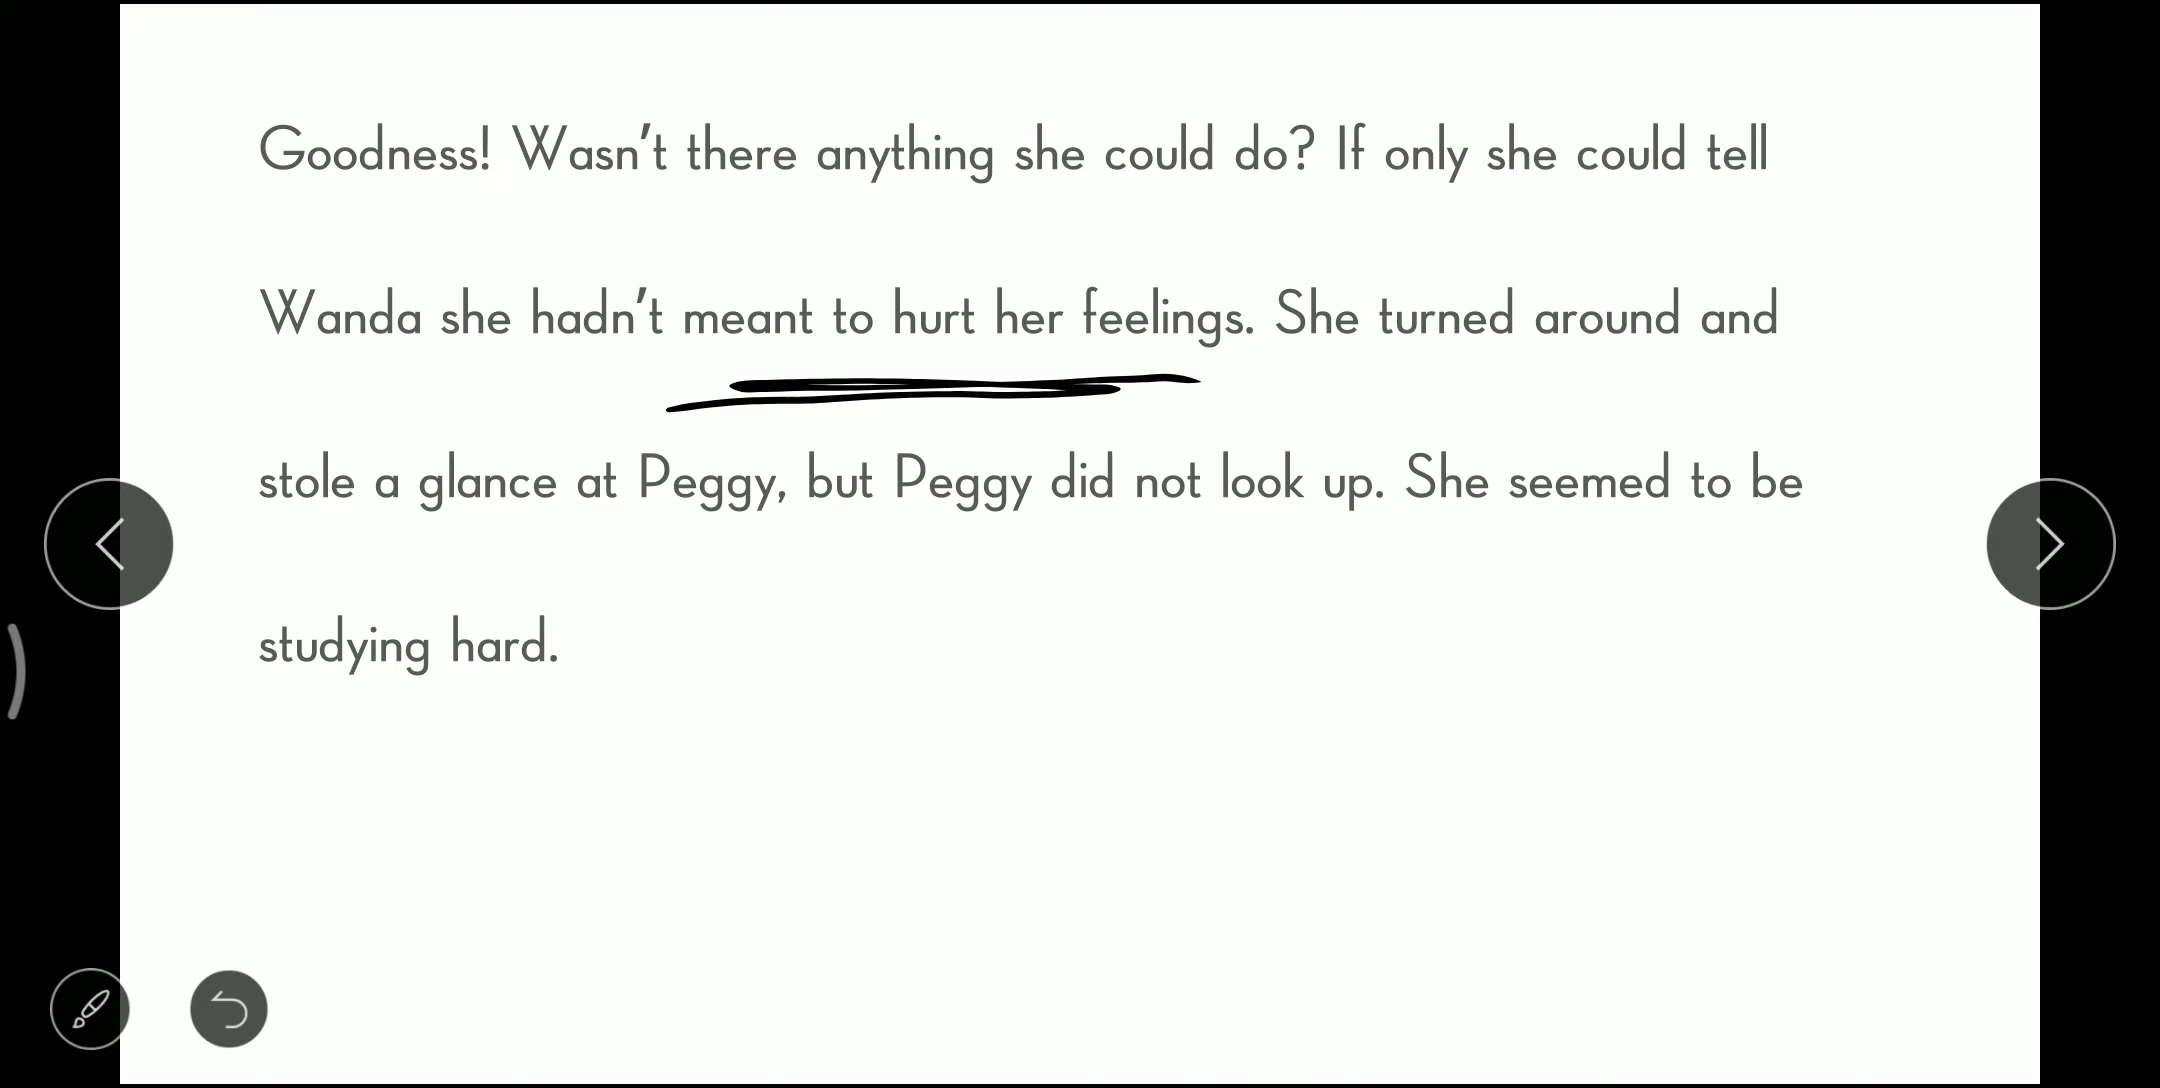 Goodness! Wasn't there anything she could do? If only she could tell
Wanda she hadn't meant to hurt her feelings. She turned around and
stole a glance at Peggy, but Peggy did not look up. She seemed to be
studying hard.